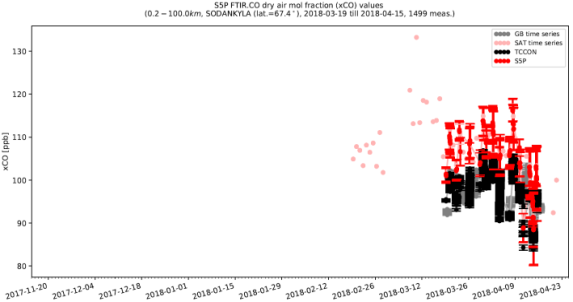 S5P FTIR.CO dry air mol fraction (xCO) values
(0.2 − 100.0km, SODANKYLA (lat.=67.4°), 2018-03-19 till 2018-04-15, 1499 meas.)
GB time series
SAT time series
TCCON
S5P
xCO [ppb]
130
120
110
100
90
80
2017-11-20
2017-12-04
2017-12-18
2018-01-01
2018-01-15
2018-01-29
2018-02-12
2018-02-26
2018-03-12
2018-03-26
2018-04-09
2018-04-23